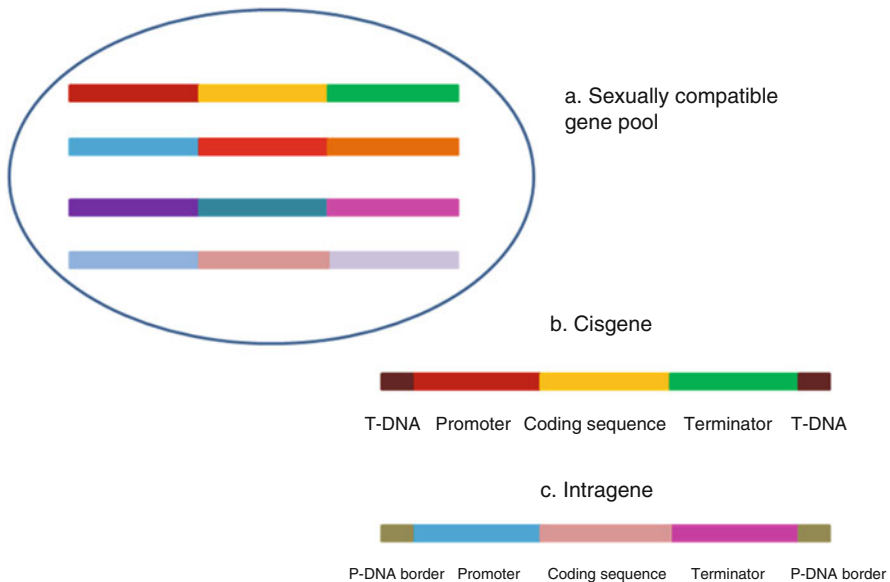 a. Sexually compatible
gene pool
b. Cisgene
T-DNA Promoter Coding sequence Terminator T-DNA
c. Intragene
P-DNA border Promoter Coding sequence Terminator P-DNA border